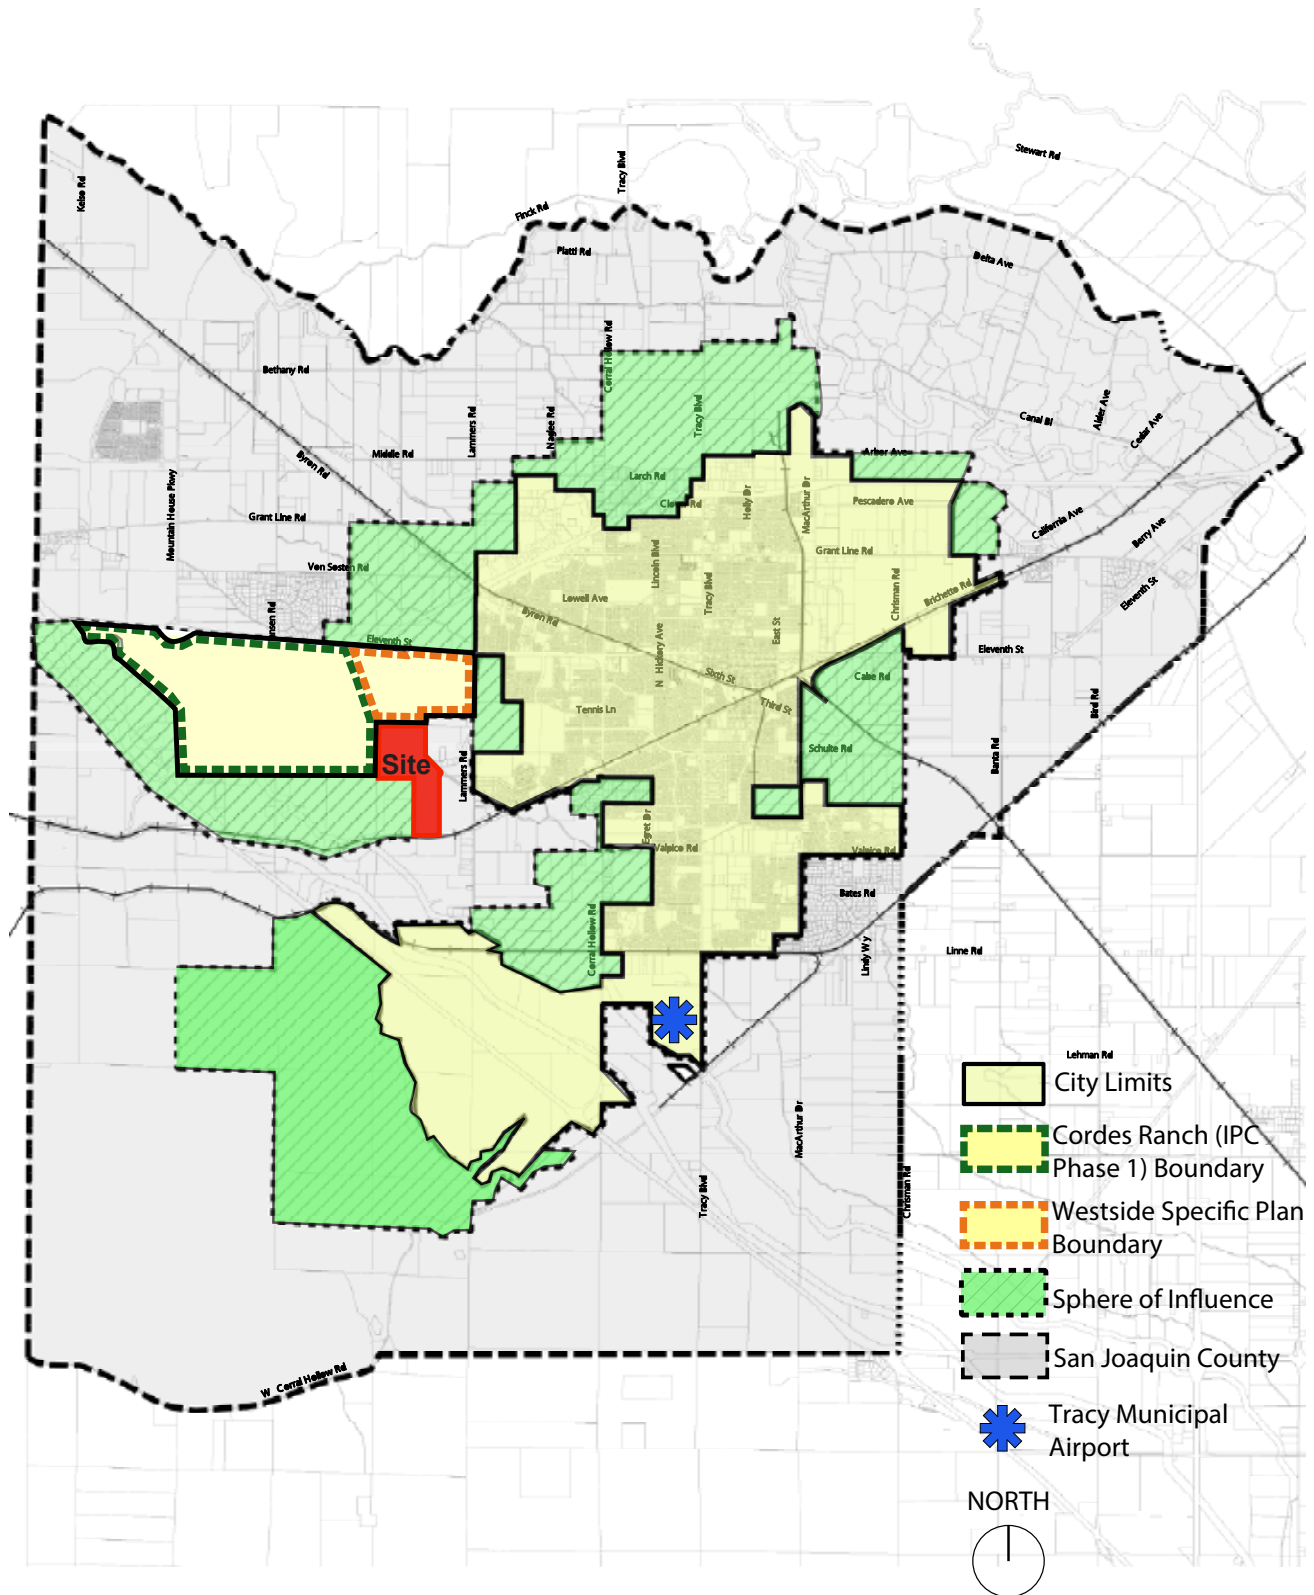 Stewart Rd
Kelso Rd
Tracy Blvd
Finck Rd
Piatti Rd
Delta Ave
Corral Hollow Rd
Bethany Rd
Lammers Rd
Naglee Rd
Tracy Blvd
Canal Bl
Alder Ave
Cedar Ave
Middle Rd
Byron Rd
Arbor Ave
Larch Rd
Mountain House Pkwy
Holly Dr
MacArthur Dr
Pescadero Ave
Grant Line Rd
California Ave
Berry Ave
Lincoln Blvd
Grant Line Rd
Von Sosten Rd
Tracy Blvd
Chrisman Rd
Brichetto Rd
Eleventh St
Lowell Ave
Byron Rd
East St
Eleventh St
N Hickory Ave
Eleventh St
Sixth St
Cabe Rd
Bird Rd
Tennis Ln
Third St
Schulte Rd
Banta Rd
Site
Lammers Rd
Egret Dr
Valpico Rd
Valpico Rd
Bates Rd
Corral Hollow Rd
Lindy W y
Linne Rd
Lehman Rd
MacArthur Dr
Tracy Blvd
Chrisman Rd
W Corral Hollow Rd
City Limits
Cordes Ranch (IPC
Phase 1) Boundary
Westside Specific Plan
Boundary
Sphere of Influence
San Joaquin County
Tracy Municipal
Airport
NORTH